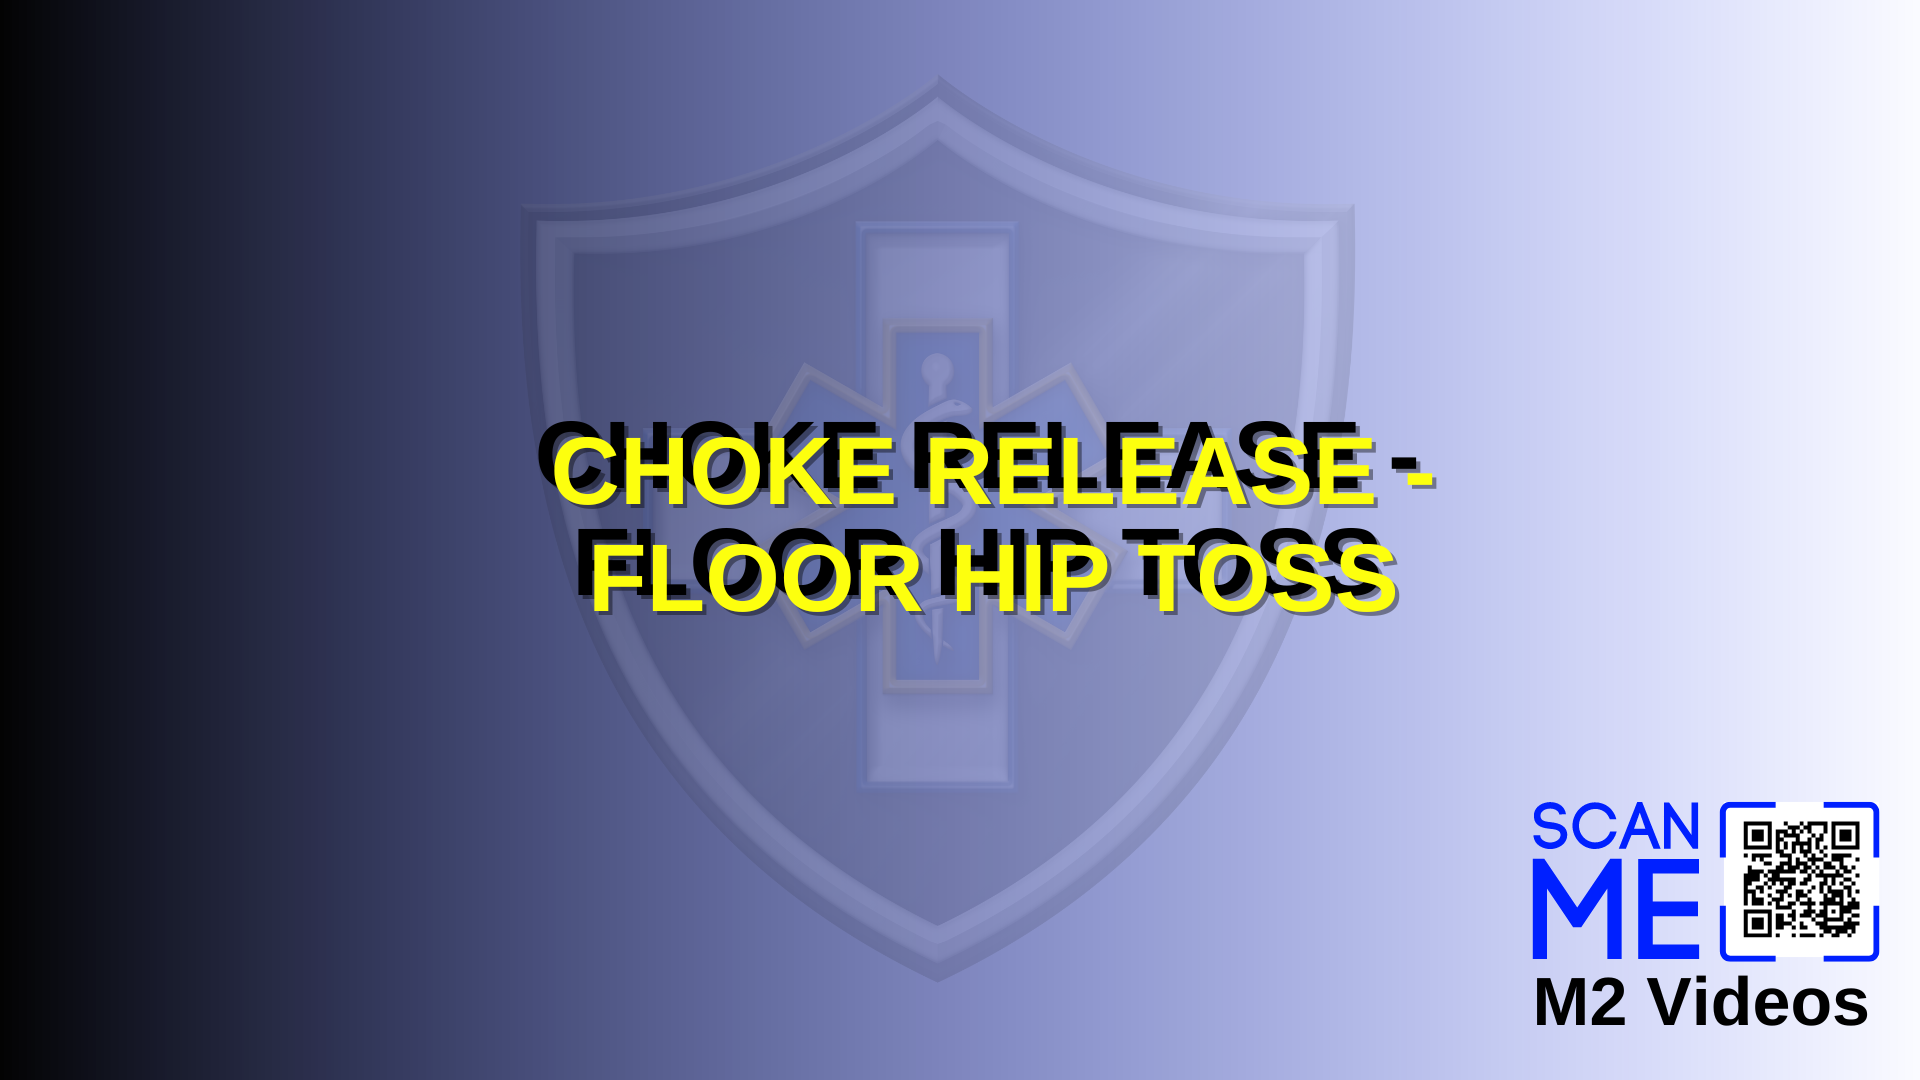 CHOKE RELEASE -
FLOOR HIP TOSS
SCAN
ME
M2 Videos